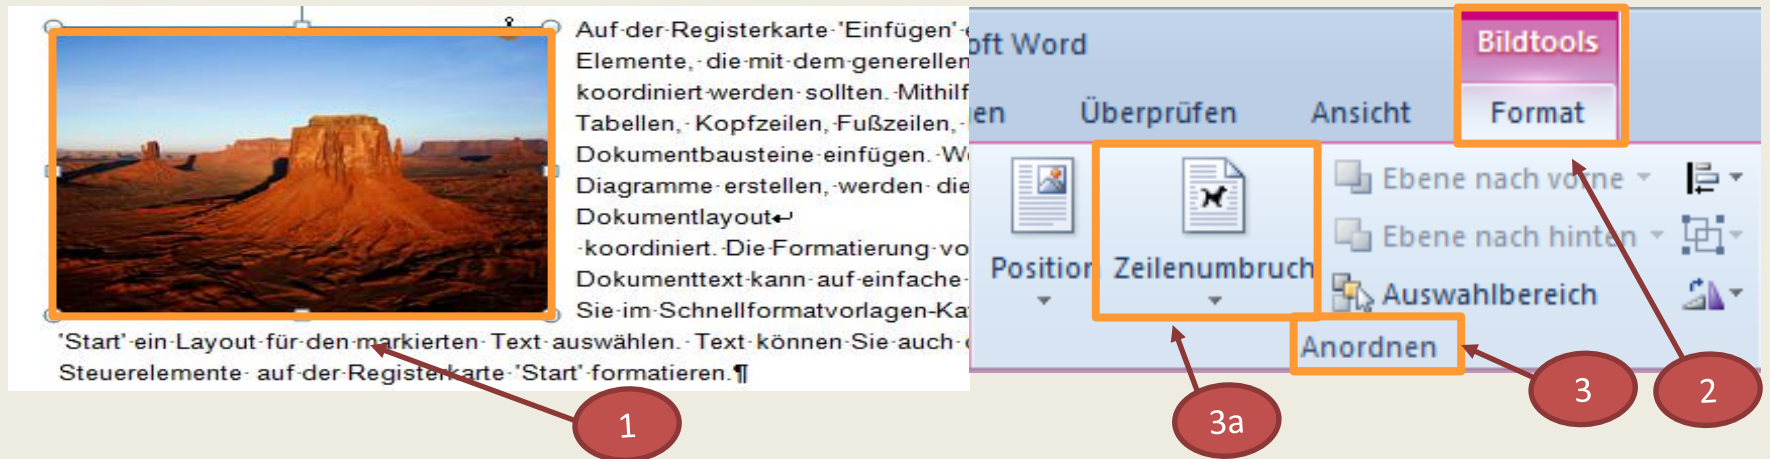 Auf der Registerkarte 'Einfügen'
Elemente, die mit dem generellen
koordiniert werden sollten. Mithilf
Tabellen, Kopfzeilen, Fußzeilen,
Dokumentbausteine einfügen. We
Diagramme erstellen, werden die
Dokumentlayout↵
koordiniert. Die Formatierung vo
Dokumenttext kann auf einfache
Sie im Schnellformatvorlagen-Ka
'Start' ein Layout für den markierten Text auswählen. Text können Sie auch
Steuerelemente auf der Registerkarte 'Start' formatieren.¶
1
oft Word
Bildtools
en Überprüfen Ansicht Format
Position
Zeilenumbruch
Ebene nach vorne
Ebene nach hinten
Auswahlbereich
Anordnen
3a
3
2